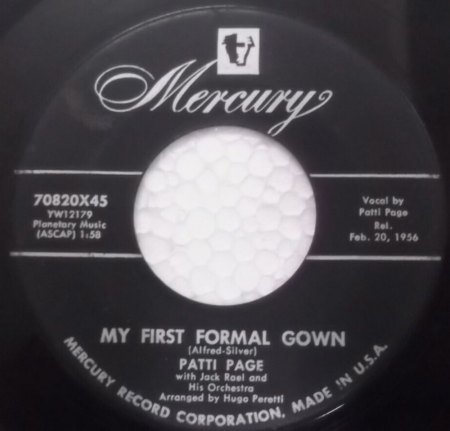 Mercury
70820X45
YW12179
Planetary Music
(ASCAP) 1:58
Vocal by
Patti Page
Rel.
Feb. 20, 1956
MY FIRST FORMAL GOWN
(Alfred-Silver)
PATTI PAGE
with Jack Rael and
His Orchestra
Arranged by Hugo Peretti
MERCURY RECORD CORPORATION, MADE IN U.S.A.